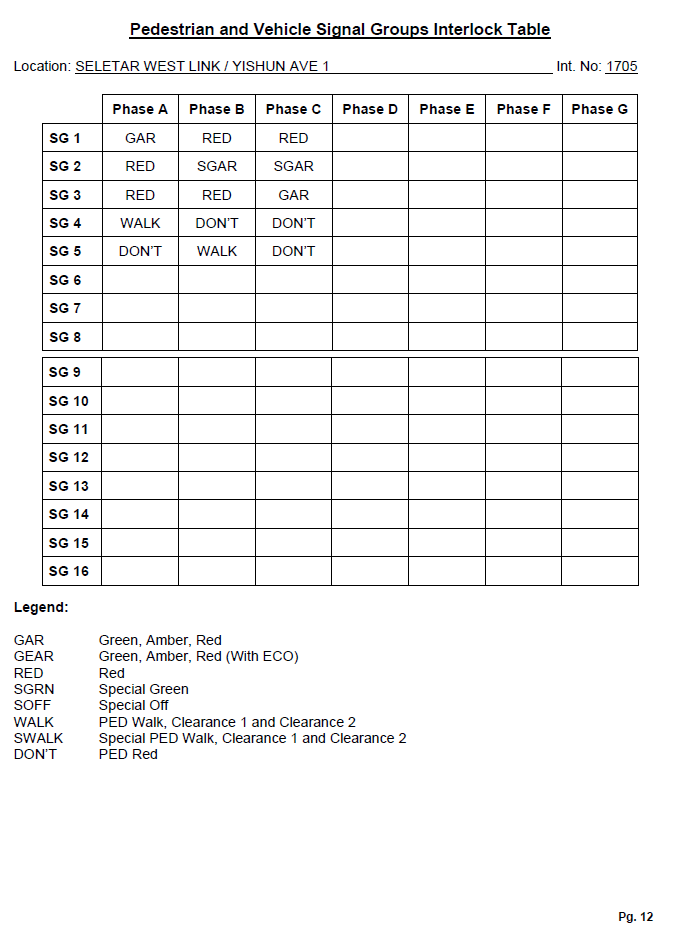 Pedestrian and Vehicle Signal Groups Interlock Table
Location: SELETAR WEST LINK / YISHUN AVE 1 Int. No: 1705
Phase A Phase B Phase C Phase D Phase E Phase F Phase G
SG 1 GAR RED RED
SG 2 RED SGAR SGAR
SG 3 RED RED GAR
SG 4 WALK DON'T DON'T
SG 5 DON'T WALK DON'T
SG 6
SG 7
SG 8
SG 9
SG 10
SG 11
SG 12
SG 13
SG 14
SG 15
SG 16
Legend:
GAR Green, Amber, Red
GEAR Green, Amber, Red (With ECO)
RED Red
SGRN Special Green
SOFF Special Off
WALK PED Walk, Clearance 1 and Clearance 2
SWALK Special PED Walk, Clearance 1 and Clearance 2
DON'T PED Red
Pg. 12